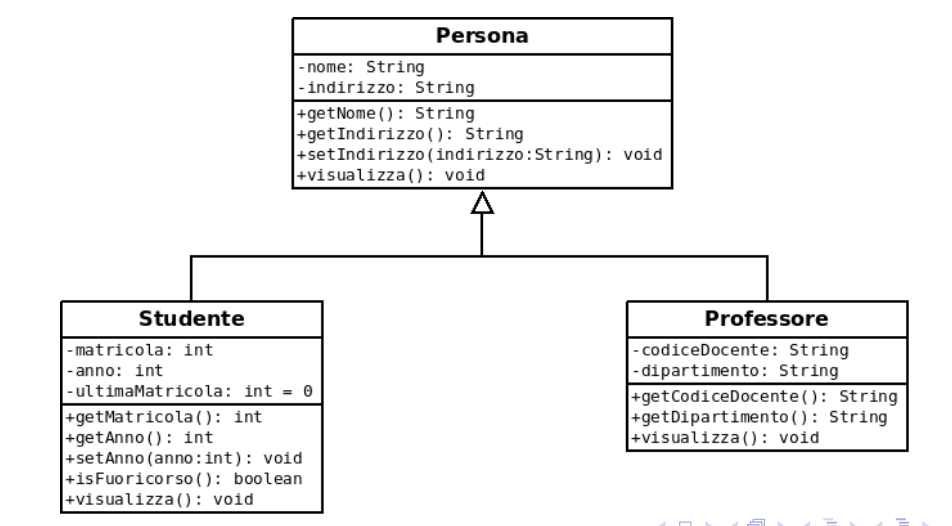 Persona
-nome: String
-indirizzo: String
+getNome(): String
+getIndirizzo(): String
+setIndirizzo(indirizzo:String): void
+visualizza(): void
Studente
-matricola: int
-anno: int
-ultimaMatricola: int = 0
+getMatricola(): int
+getAnno(): int
+setAnno(anno:int): void
+isFuoricorso(): boolean
+visualizza(): void
Professore
-codiceDocente: String
-dipartimento: String
+getCodiceDocente(): String
+getDipartimento(): String
+visualizza(): void